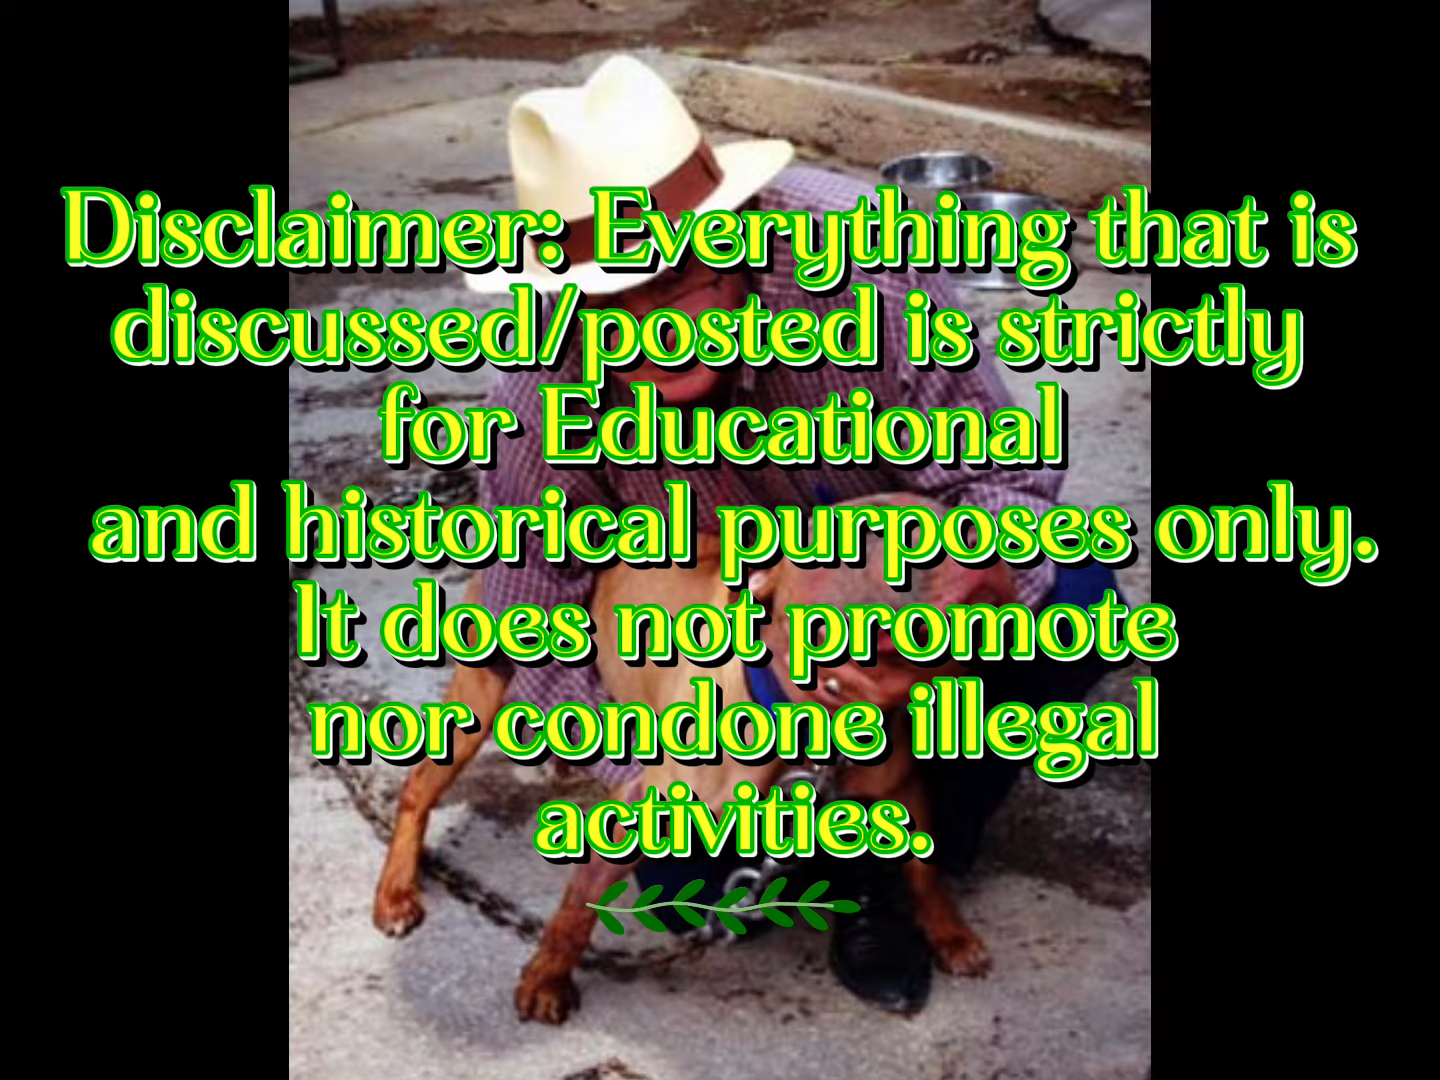 Disclaimer: Everything that is
discussed/posted is strictly
for Educational
and historical purposes only.
It does not promote
nor condone illegal
activities.